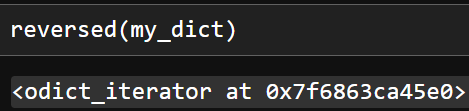 reversed(my_dict)
<odict_iterator at 0x7f6863ca45e0>